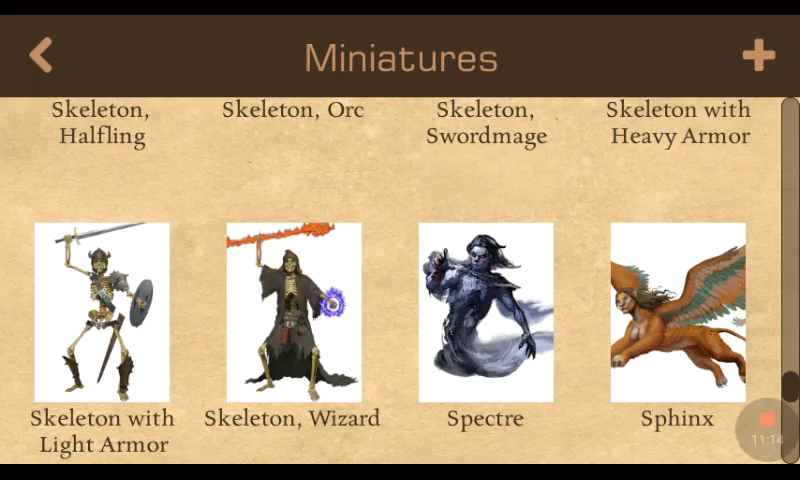 Miniatures
Skeleton,
Halfling
Skeleton, Orc
Skeleton,
Swordmage
Skeleton with
Heavy Armor
Skeleton with
Light Armor
Skeleton, Wizard
Spectre
Sphinx
11:14